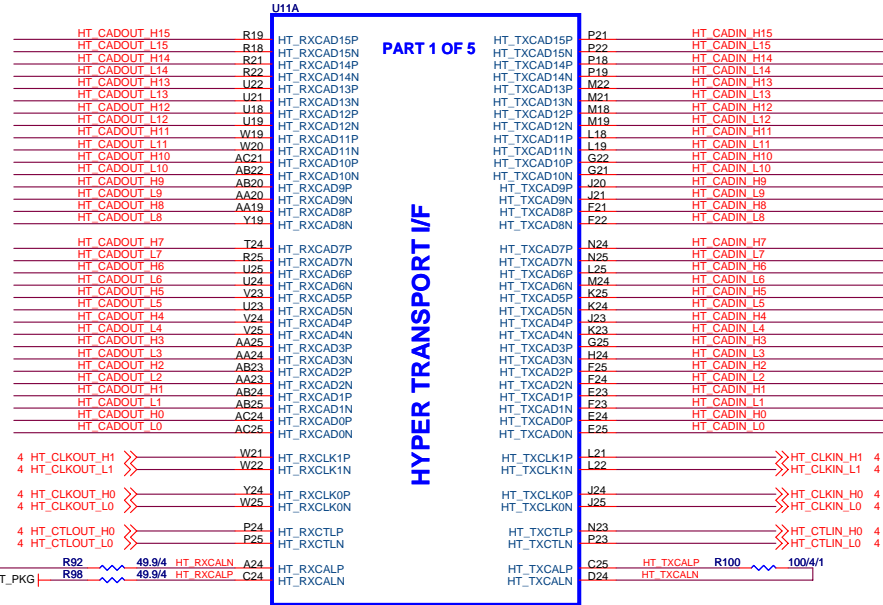 U11A
PART 1 OF 5
HYPER TRANSPORT I/F
HT_CADOUT_H15 R19 HT_RXCAD15P HT_TXCAD15P P21 HT_CADIN_H15
HT_CADOUT_L15 R18 HT_RXCAD15N HT_TXCAD15N P22 HT_CADIN_L15
HT_CADOUT_H14 R21 HT_RXCAD14P HT_TXCAD14P P18 HT_CADIN_H14
HT_CADOUT_L14 R22 HT_RXCAD14N HT_TXCAD14N P19 HT_CADIN_L14
HT_CADOUT_H13 U22 HT_RXCAD13P HT_TXCAD13P M22 HT_CADIN_H13
HT_CADOUT_L13 U21 HT_RXCAD13N HT_TXCAD13N M21 HT_CADIN_L13
HT_CADOUT_H12 U18 HT_RXCAD12P HT_TXCAD12P M18 HT_CADIN_H12
HT_CADOUT_L12 U19 HT_RXCAD12N HT_TXCAD12N M19 HT_CADIN_L12
HT_CADOUT_H11 W19 HT_RXCAD11P HT_TXCAD11P L18 HT_CADIN_H11
HT_CADOUT_L11 W20 HT_RXCAD11N HT_TXCAD11N L19 HT_CADIN_L11
HT_CADOUT_H10 AC21 HT_RXCAD10P HT_TXCAD10P G22 HT_CADIN_H10
HT_CADOUT_L10 AB22 HT_RXCAD10N HT_TXCAD10N G21 HT_CADIN_L10
HT_CADOUT_H9 AB20 HT_RXCAD9P HT_TXCAD9P J20 HT_CADIN_H9
HT_CADOUT_L9 AA20 HT_RXCAD9N HT_TXCAD9N J21 HT_CADIN_L9
HT_CADOUT_H8 AA19 HT_RXCAD8P HT_TXCAD8P F21 HT_CADIN_H8
HT_CADOUT_L8 Y19 HT_RXCAD8N HT_TXCAD8N F22 HT_CADIN_L8
HT_CADOUT_H7 T24 HT_RXCAD7P HT_TXCAD7P N24 HT_CADIN_H7
HT_CADOUT_L7 R25 HT_RXCAD7N HT_TXCAD7N N25 HT_CADIN_L7
HT_CADOUT_H6 U25 HT_RXCAD6P HT_TXCAD6P L25 HT_CADIN_H6
HT_CADOUT_L6 U24 HT_RXCAD6N HT_TXCAD6N M24 HT_CADIN_L6
HT_CADOUT_H5 V23 HT_RXCAD5P HT_TXCAD5P K25 HT_CADIN_H5
HT_CADOUT_L5 U23 HT_RXCAD5N HT_TXCAD5N K24 HT_CADIN_L5
HT_CADOUT_H4 V24 HT_RXCAD4P HT_TXCAD4P J23 HT_CADIN_H4
HT_CADOUT_L4 V25 HT_RXCAD4N HT_TXCAD4N K23 HT_CADIN_L4
HT_CADOUT_H3 AA25 HT_RXCAD3P HT_TXCAD3P G25 HT_CADIN_H3
HT_CADOUT_L3 AA24 HT_RXCAD3N HT_TXCAD3N H24 HT_CADIN_L3
HT_CADOUT_H2 AB23 HT_RXCAD2P HT_TXCAD2P F25 HT_CADIN_H2
HT_CADOUT_L2 AA23 HT_RXCAD2N HT_TXCAD2N F24 HT_CADIN_L2
HT_CADOUT_H1 AB24 HT_RXCAD1P HT_TXCAD1P E23 HT_CADIN_H1
HT_CADOUT_L1 AB25 HT_RXCAD1N HT_TXCAD1N F23 HT_CADIN_L1
HT_CADOUT_H0 AC24 HT_RXCAD0P HT_TXCAD0P E24 HT_CADIN_H0
HT_CADOUT_L0 AC25 HT_RXCAD0N HT_TXCAD0N E25 HT_CADIN_L0
4 HT_CLKOUT_H1 W21 HT_RXCLK1P HT_TXCLK1P L21 HT_CLKIN_H1 4
4 HT_CLKOUT_L1 W22 HT_RXCLK1N HT_TXCLK1N L22 HT_CLKIN_L1 4
4 HT_CLKOUT_H0 Y24 HT_RXCLK0P HT_TXCLK0P J24 HT_CLKIN_H0 4
4 HT_CLKOUT_L0 W25 HT_RXCLK0N HT_TXCLK0N J25 HT_CLKIN_L0 4
4 HT_CTLOUT_H0 P24 HT_RXCTLP HT_TXCTLP N23 HT_CTLIN_H0 4
4 HT_CTLOUT_L0 P25 HT_RXCTLN HT_TXCTLN P23 HT_CTLIN_L0 4
R92 49.9/4 HT_RXCALN A24 HT_RXCALP HT_TXCALP C25 HT_TXCALP R100 100/4/1
T_PKG R98 49.9/4 HT_RXCALP C24 HT_RXCALN HT_TXCALN D24 HT_TXCALN